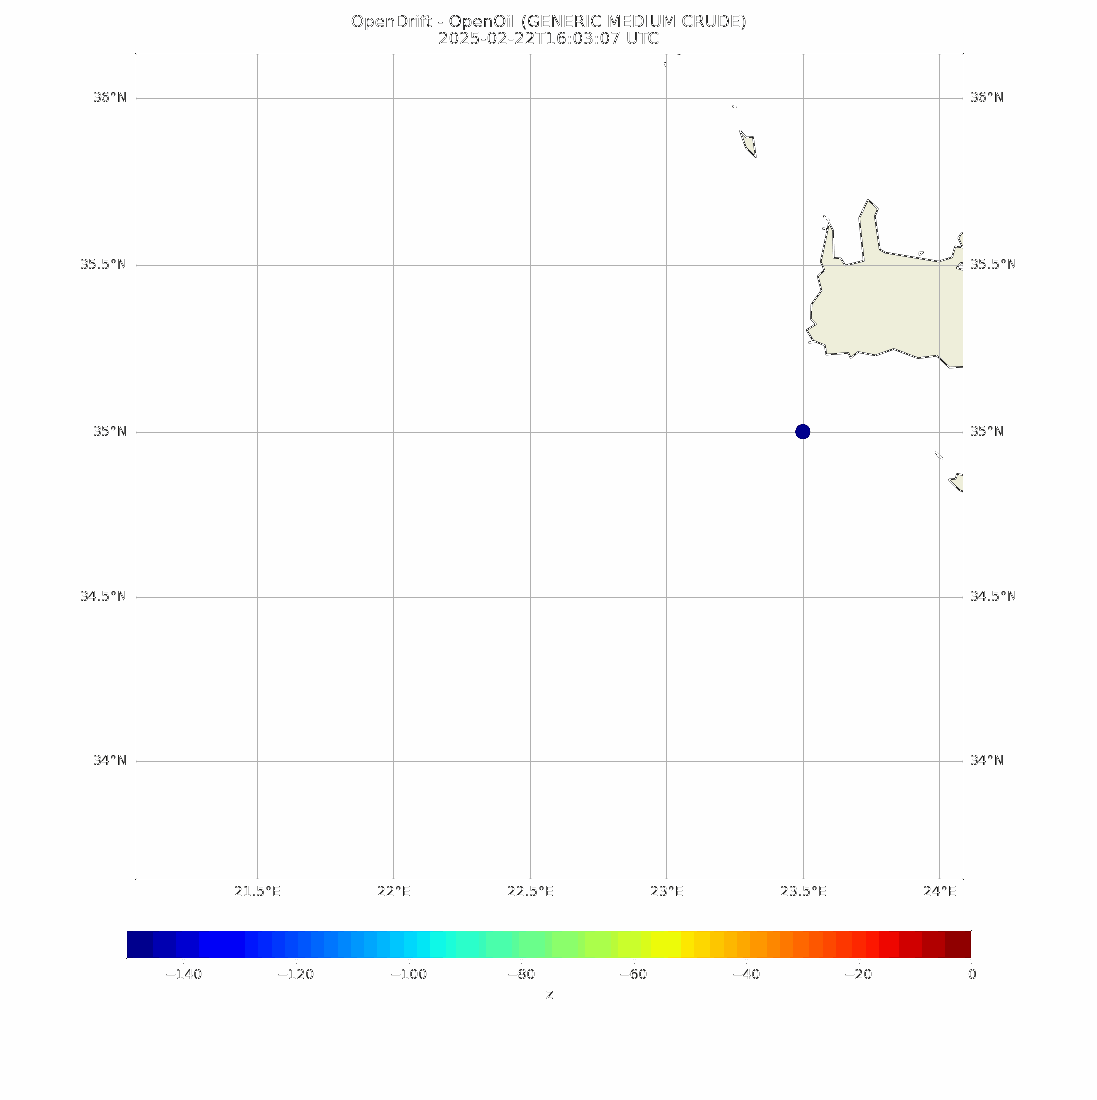 OpenDrift - OpenOil (GENERIC MEDIUM CRUDE)
2025-02-22T16:03:07 UTC
36°N 36°N
35.5°N 35.5°N
35°N 35°N
34.5°N 34.5°N
34°N 34°N
21.5°E 22°E 22.5°E 23°E 23.5°E 24°E
−140 −120 −100 −80 −60 −40 −20 0
z